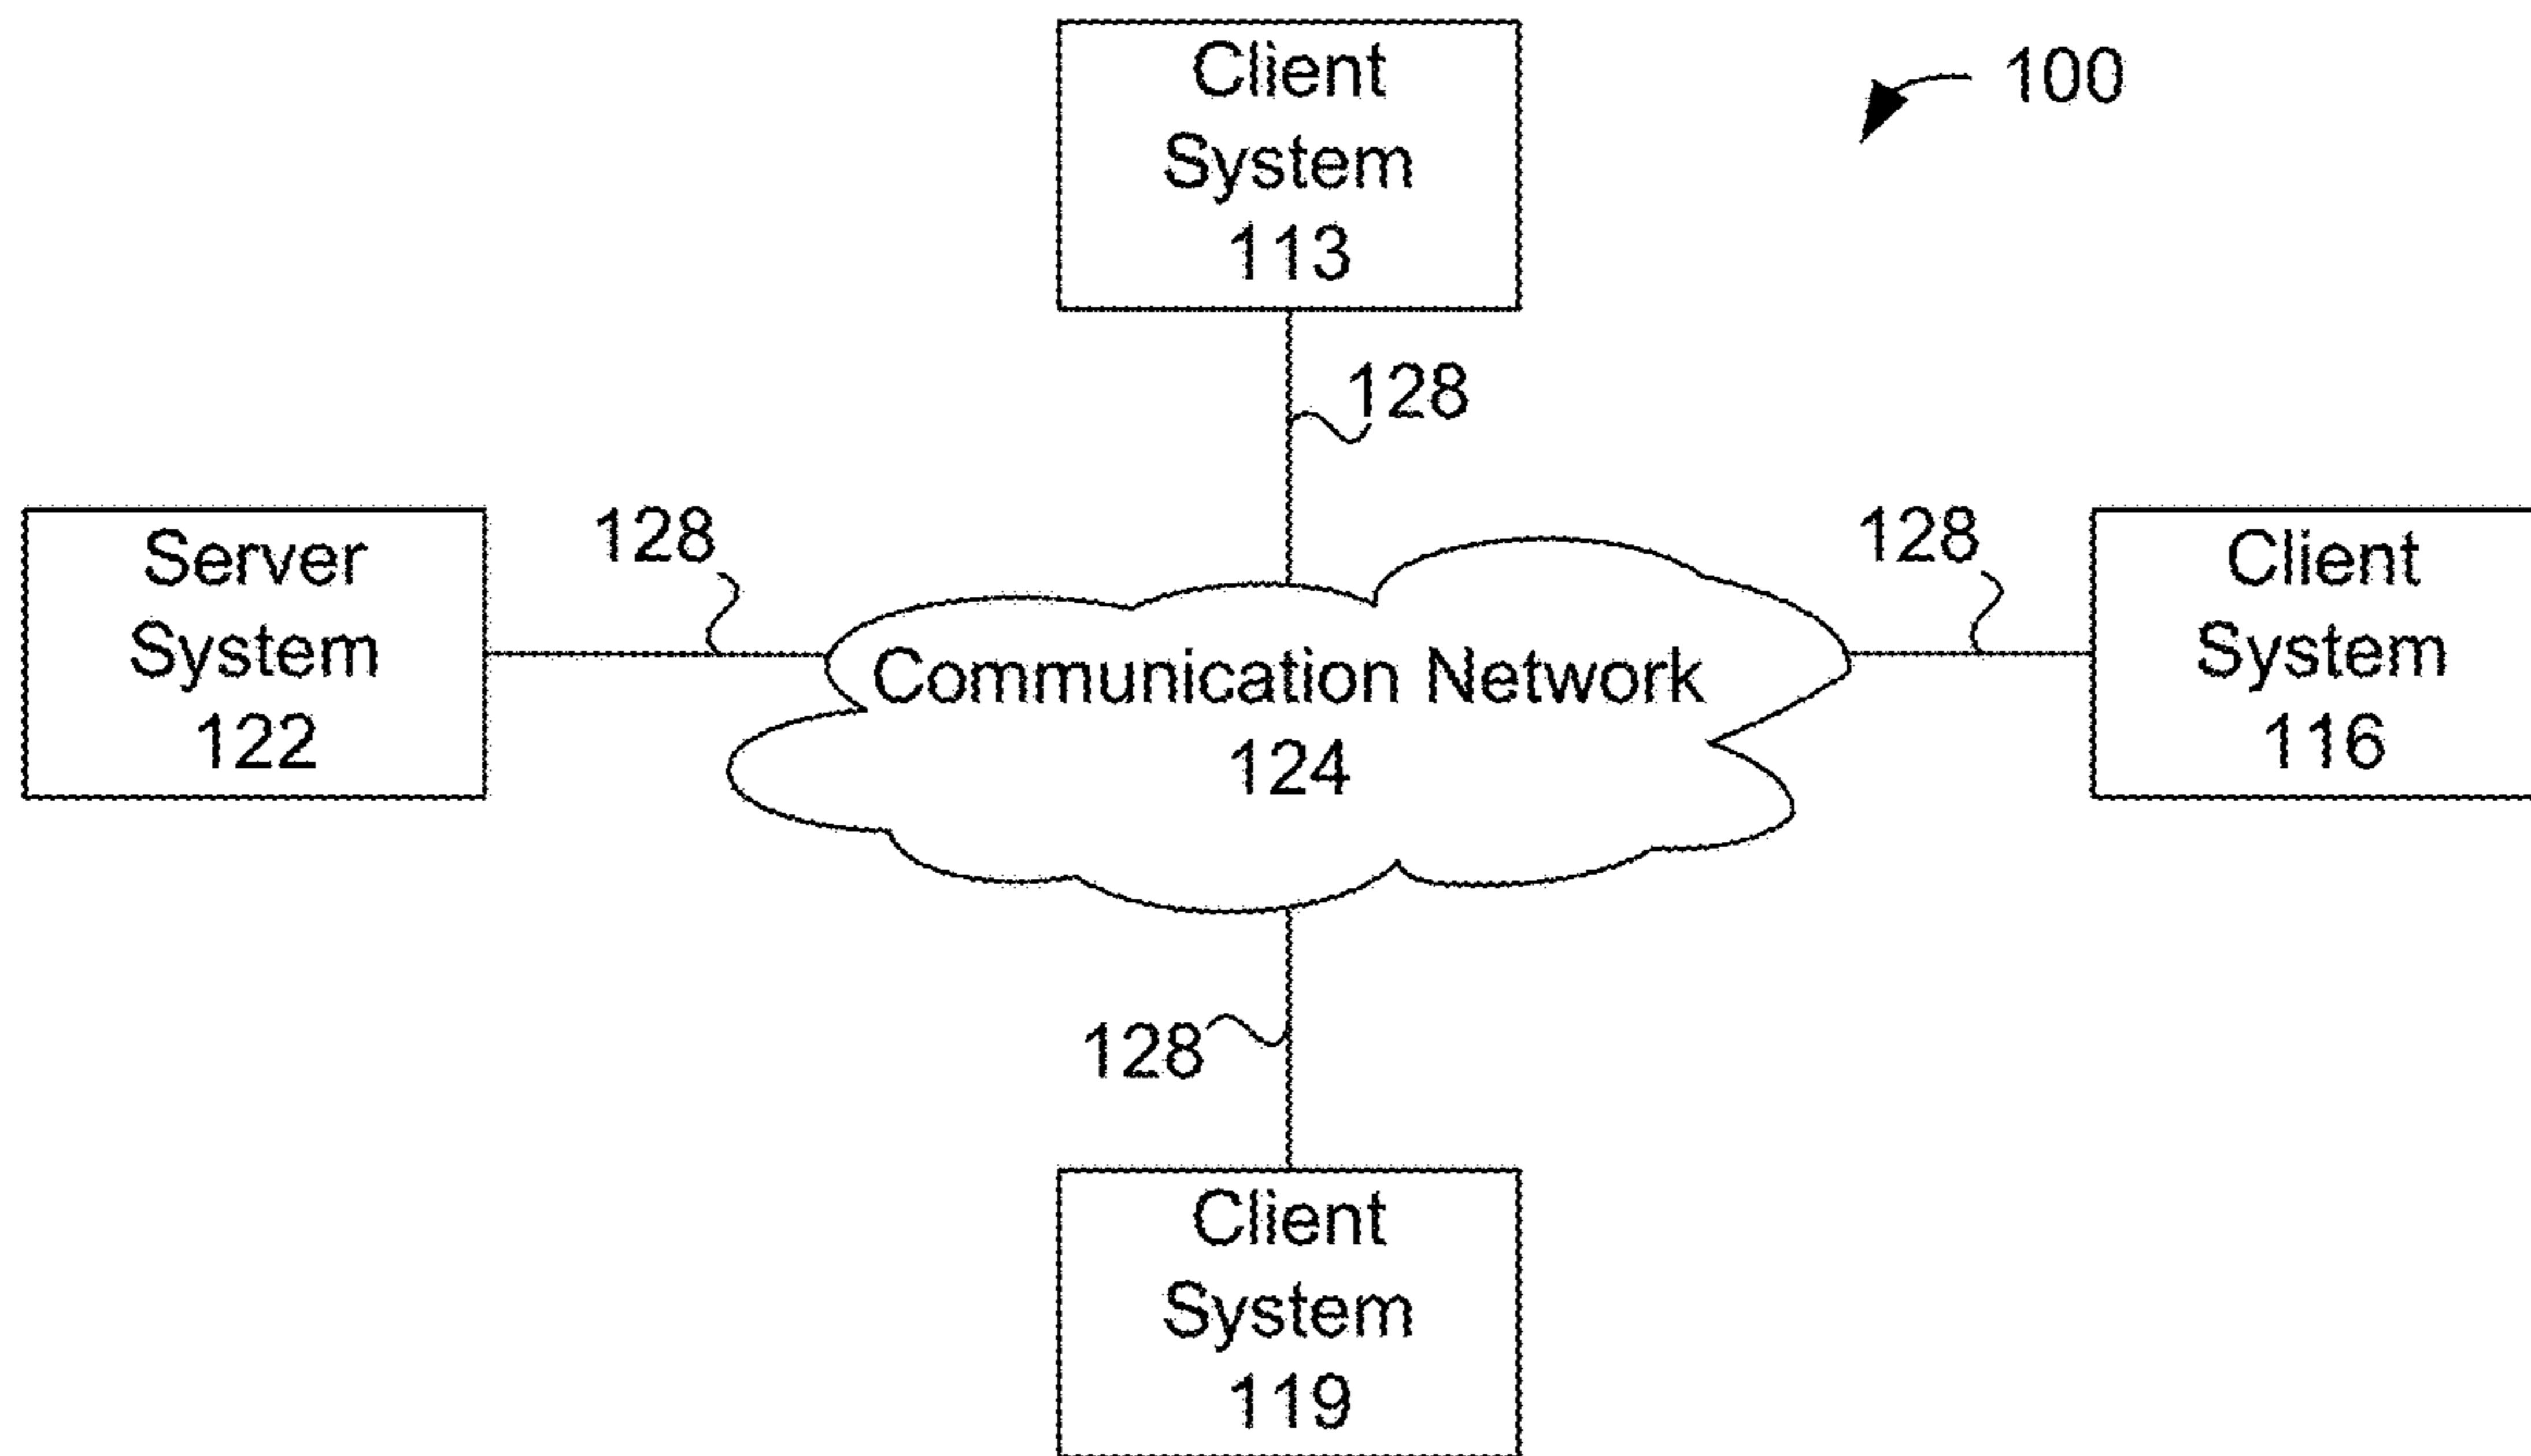 Client
System
113
100
128
Server
System
122
128
Communication Network
124
128
Client
System
116
128
Client
System
119